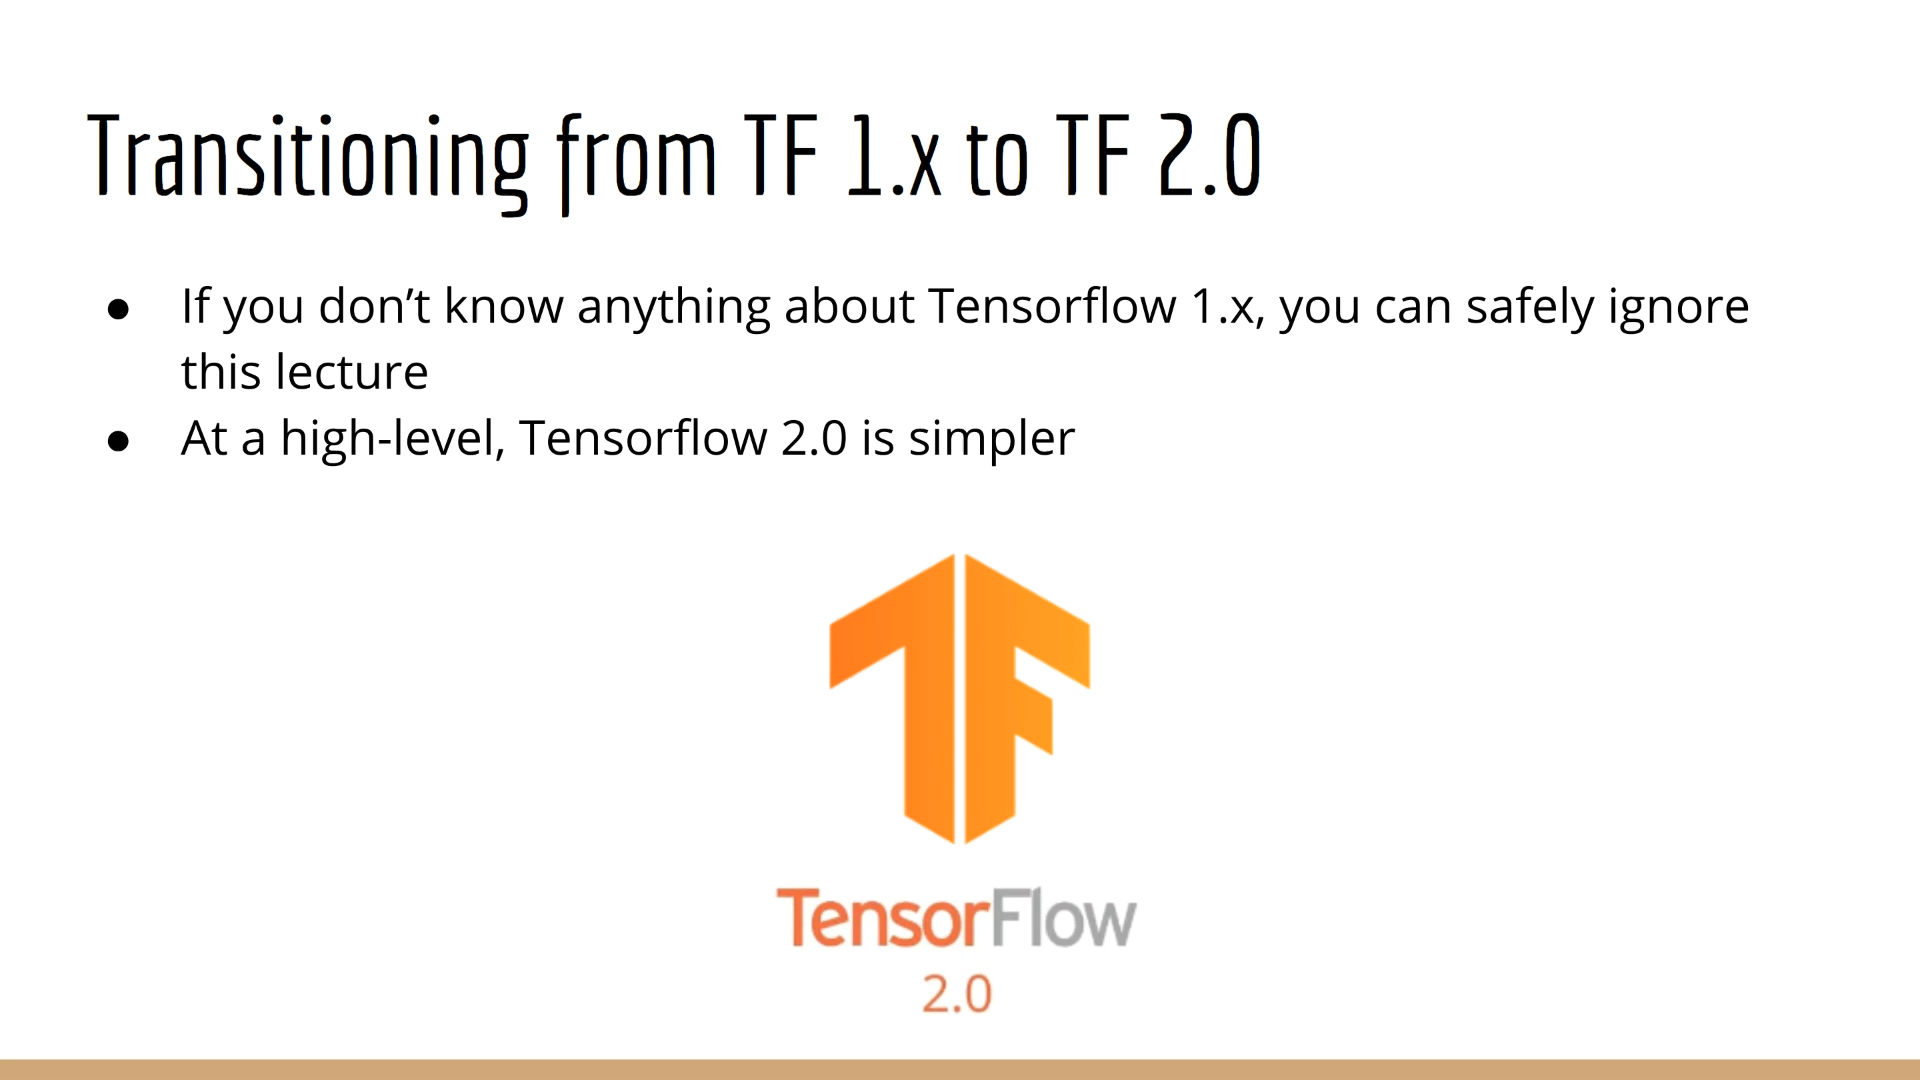 Transitioning from TF 1.x to TF 2.0
● If you don’t know anything about Tensorflow 1.x, you can safely ignore
this lecture
● At a high-level, Tensorflow 2.0 is simpler
TF
TensorFlow
2.0